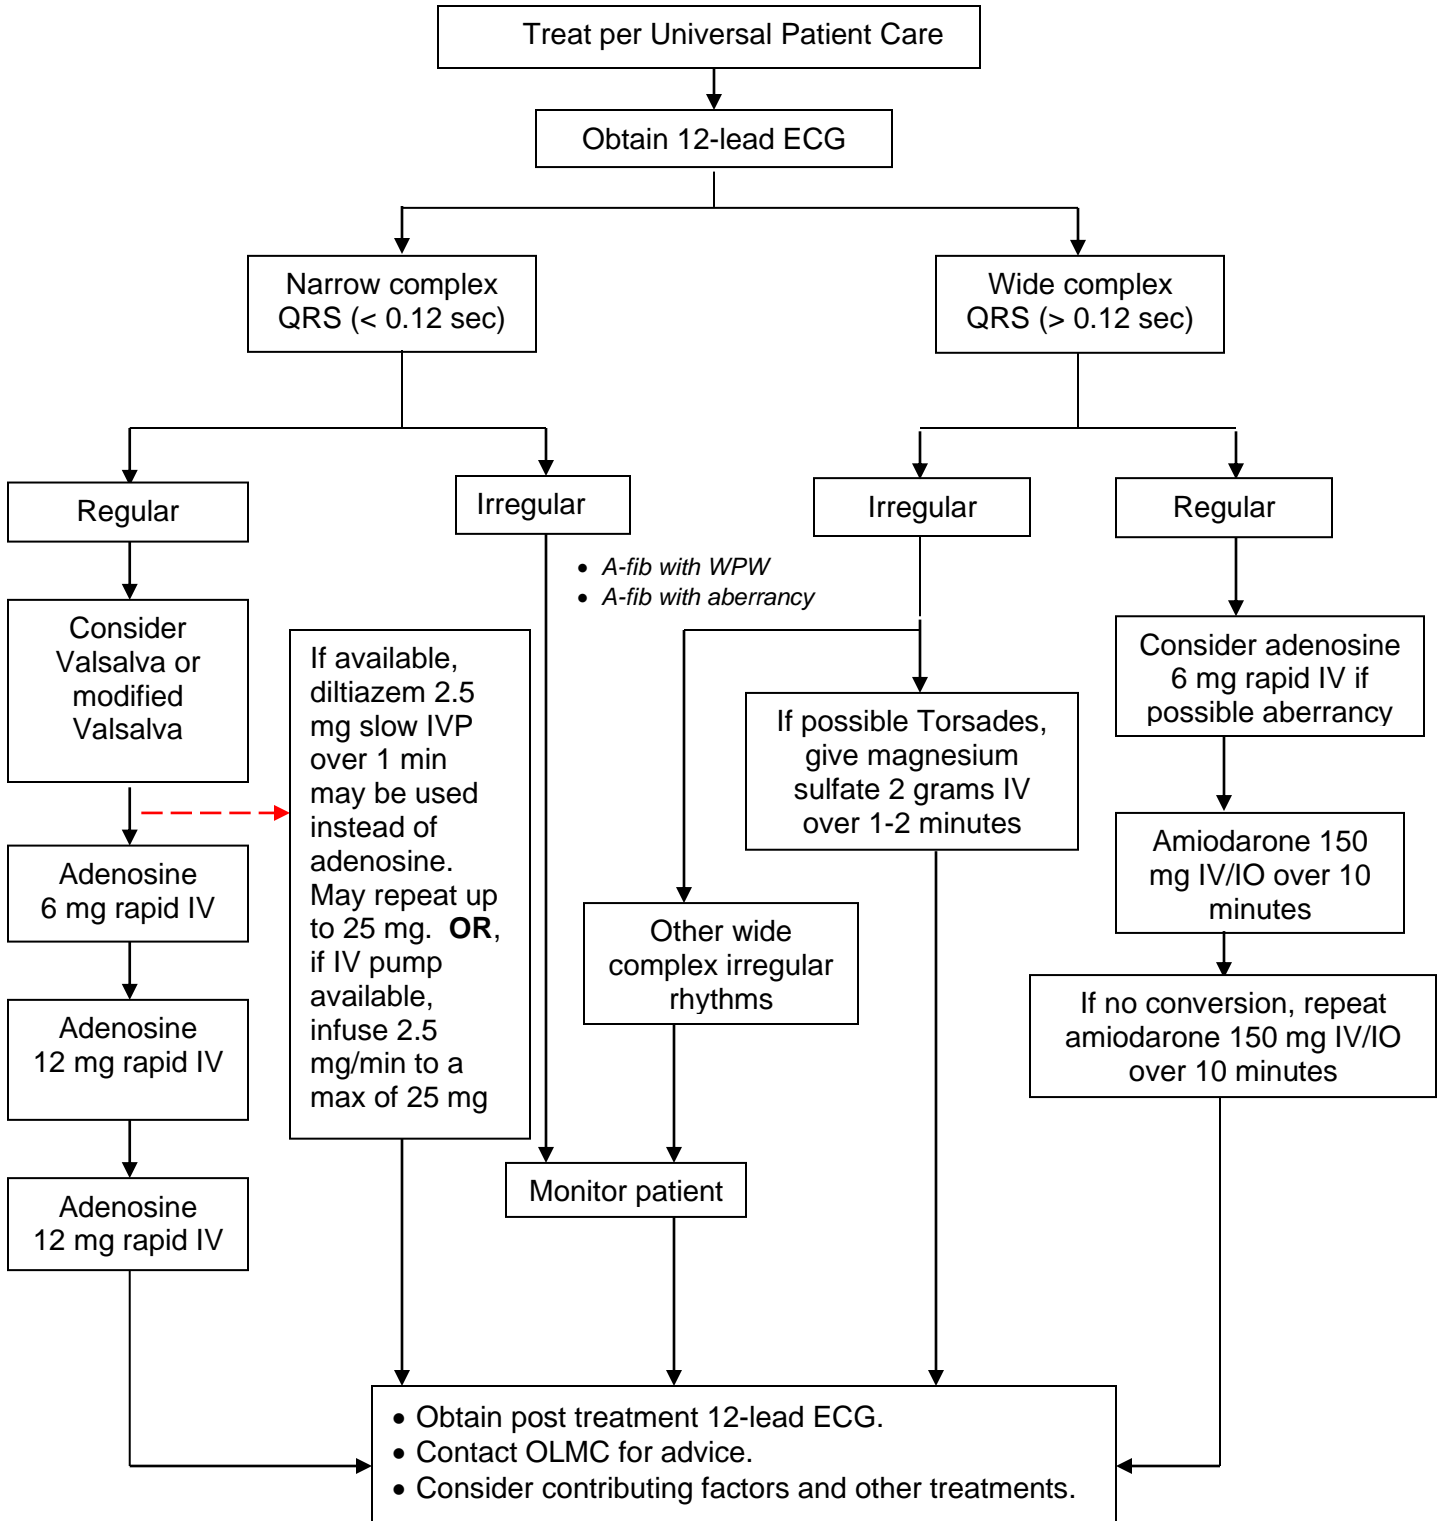 Treat per Universal Patient Care
Obtain 12-lead ECG
Narrow complex
QRS (< 0.12 sec)
Wide complex
QRS (> 0.12 sec)
Regular
Irregular
Irregular
Regular
• A-fib with WPW
• A-fib with aberrancy
Consider
Valsalva or
modified
Valsalva
If available,
diltiazem 2.5
mg slow IVP
over 1 min
may be used
instead of
adenosine.
May repeat up
to 25 mg. OR,
if IV pump
available,
infuse 2.5
mg/min to a
max of 25 mg
If possible Torsades,
give magnesium
sulfate 2 grams IV
over 1-2 minutes
Consider adenosine
6 mg rapid IV if
possible aberrancy
Adenosine
6 mg rapid IV
Amiodarone 150
mg IV/IO over 10
minutes
Other wide
complex irregular
rhythms
Adenosine
12 mg rapid IV
If no conversion, repeat
amiodarone 150 mg IV/IO
over 10 minutes
Adenosine
12 mg rapid IV
Monitor patient
• Obtain post treatment 12-lead ECG.
• Contact OLMC for advice.
• Consider contributing factors and other treatments.